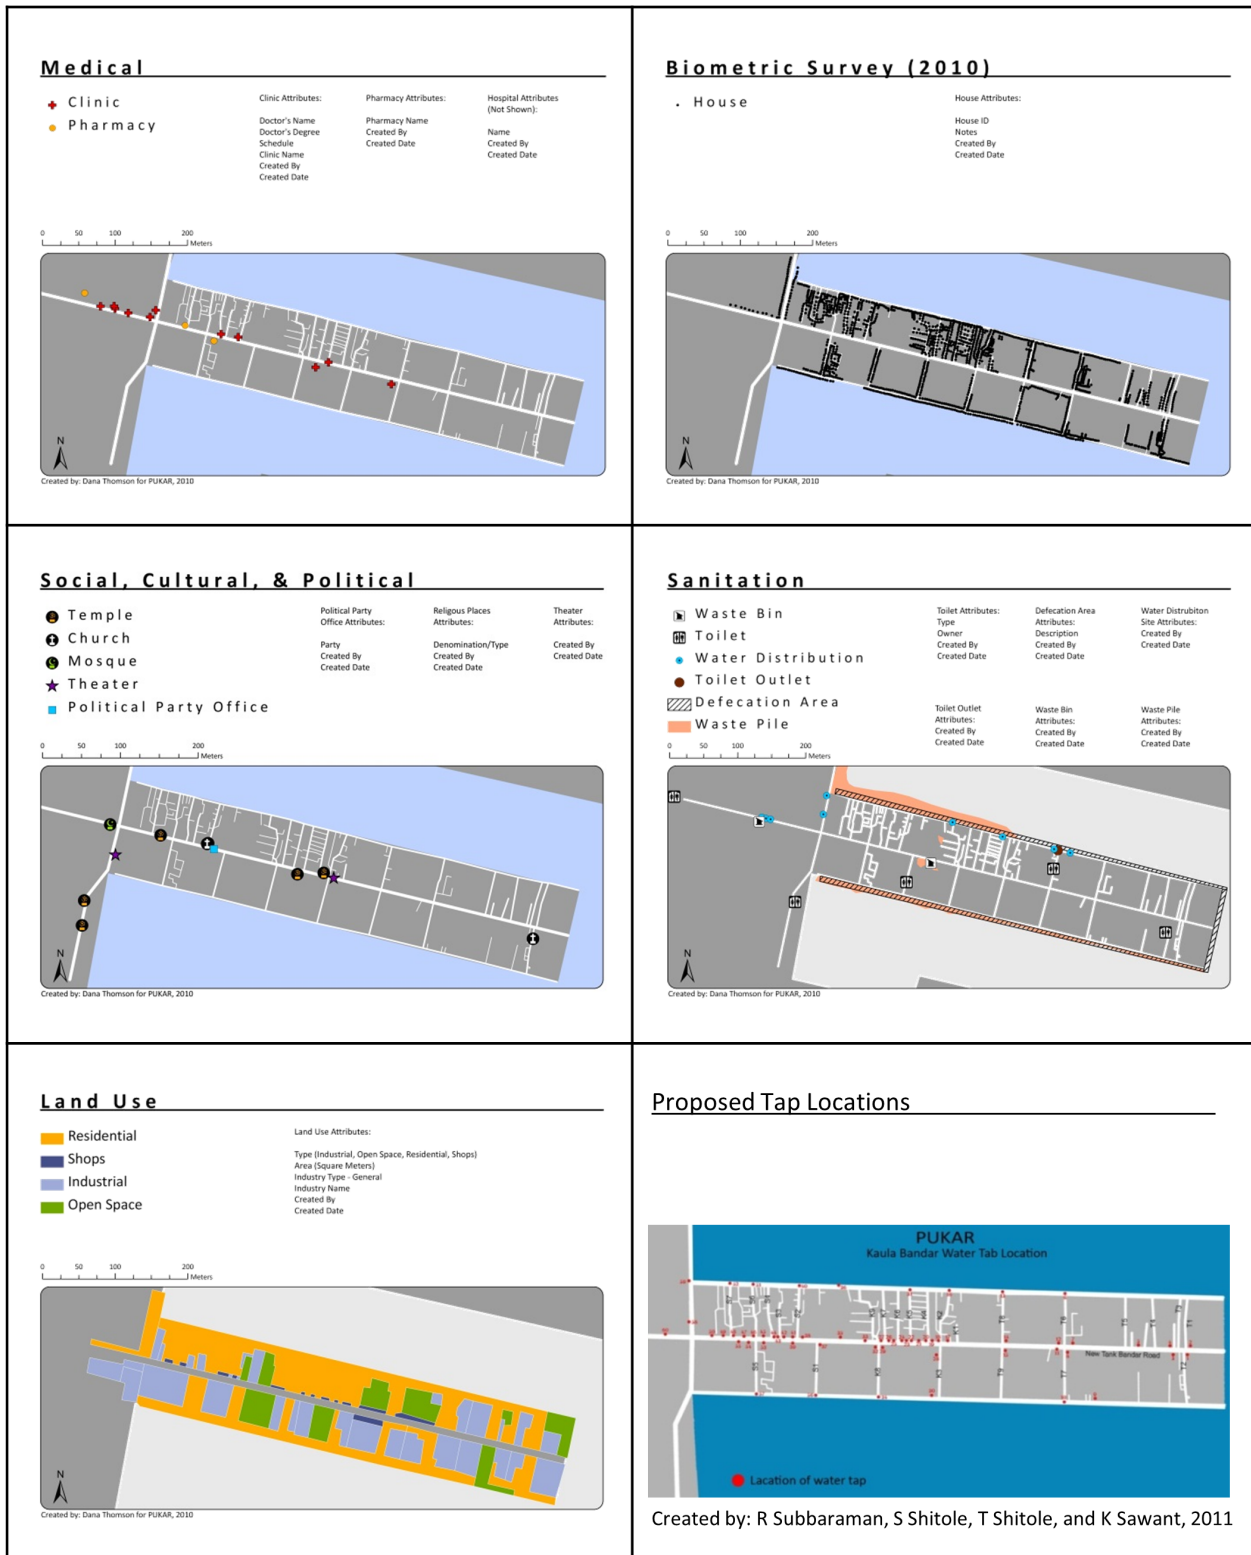 Medical
Clinic
Pharmacy
Clinic Attributes:
Doctor's Name
Doctor's Degree
Schedule
Clinic Name
Created By
Created Date
Pharmacy Attributes:
Pharmacy Name
Created By
Created Date
Hospital Attributes
(Not Shown):
Name
Created By
Created Date
0 50 100 200
Meters
N
Created by: Dana Thomson for PUKAR, 2010
Biometric Survey (2010)
House
House Attributes:
House ID
Notes
Created By
Created Date
0 50 100 200
Meters
N
Created by: Dana Thomson for PUKAR, 2010
Social, Cultural, & Political
Temple
Church
Mosque
Theater
Political Party Office
Political Party
Office Attributes:
Party
Created By
Created Date
Religous Places
Attributes:
Denomination/Type
Created By
Created Date
Theater
Attributes:
Created By
Created Date
0 50 100 200
Meters
N
Created by: Dana Thomson for PUKAR, 2010
Sanitation
Waste Bin
Toilet
Water Distribution
Toilet Outlet
Defecation Area
Waste Pile
Toilet Attributes:
Type
Owner
Created By
Created Date
Defecation Area
Attributes:
Description
Created By
Created Date
Water Distrubiton
Site Attributes:
Created By
Created Date
Toilet Outlet
Attributes:
Created By
Created Date
Waste Bin
Attributes:
Created By
Created Date
Waste Pile
Attributes:
Created By
Created Date
0 50 100 200
Meters
N
Created by: Dana Thomson for PUKAR, 2010
Land Use
Residential
Shops
Industrial
Open Space
Land Use Attributes:
Type (Industrial, Open Space, Residential, Shops)
Area (Square Meters)
Industry Type - General
Industry Name
Created By
Created Date
0 50 100 200
Meters
N
Created by: Dana Thomson for PUKAR, 2010
Proposed Tap Locations
PUKAR
Kaula Bandar Water Tab Location
New Tank Bandar Road
Lacation of water tap
Created by: R Subbaraman, S Shitole, T Shitole, and K Sawant, 2011